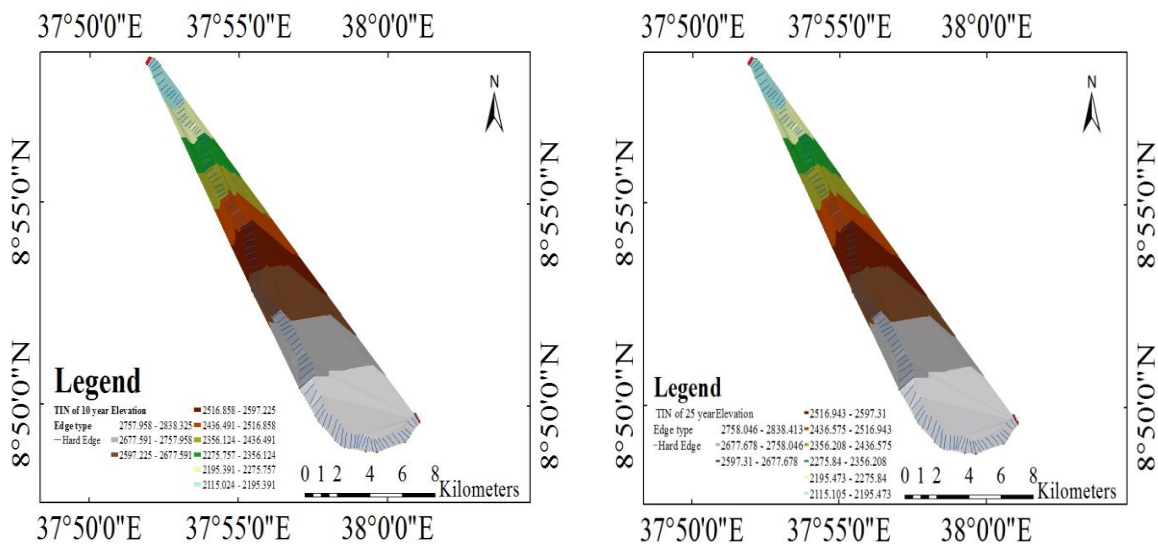 37°50'0"E 37°55'0"E 38°0'0"E
N
8°55'0"N 8°55'0"N
8°50'0"N 8°50'0"N
Legend
TIN of 10 year Elevation
Edge type
Hard Edge
2757.958 - 2838.325
2677.591 - 2757.958
2597.225 - 2677.591
2516.858 - 2597.225
2436.491 - 2516.858
2356.124 - 2436.491
2275.757 - 2356.124
2195.391 - 2275.757
2115.024 - 2195.391
0 1 2 4 6 8
Kilometers
37°50'0"E 37°55'0"E 38°0'0"E
37°50'0"E 37°55'0"E 38°0'0"E
N
8°55'0"N 8°55'0"N
8°50'0"N 8°50'0"N
Legend
TIN of 25 year Elevation
Edge type
Hard Edge
2758.046 - 2838.413
2677.678 - 2758.046
2597.31 - 2677.678
2516.943 - 2597.31
2436.575 - 2516.943
2356.208 - 2436.575
2275.84 - 2356.208
2195.473 - 2275.84
2115.105 - 2195.473
0 1 2 4 6 8
Kilometers
37°50'0"E 37°55'0"E 38°0'0"E